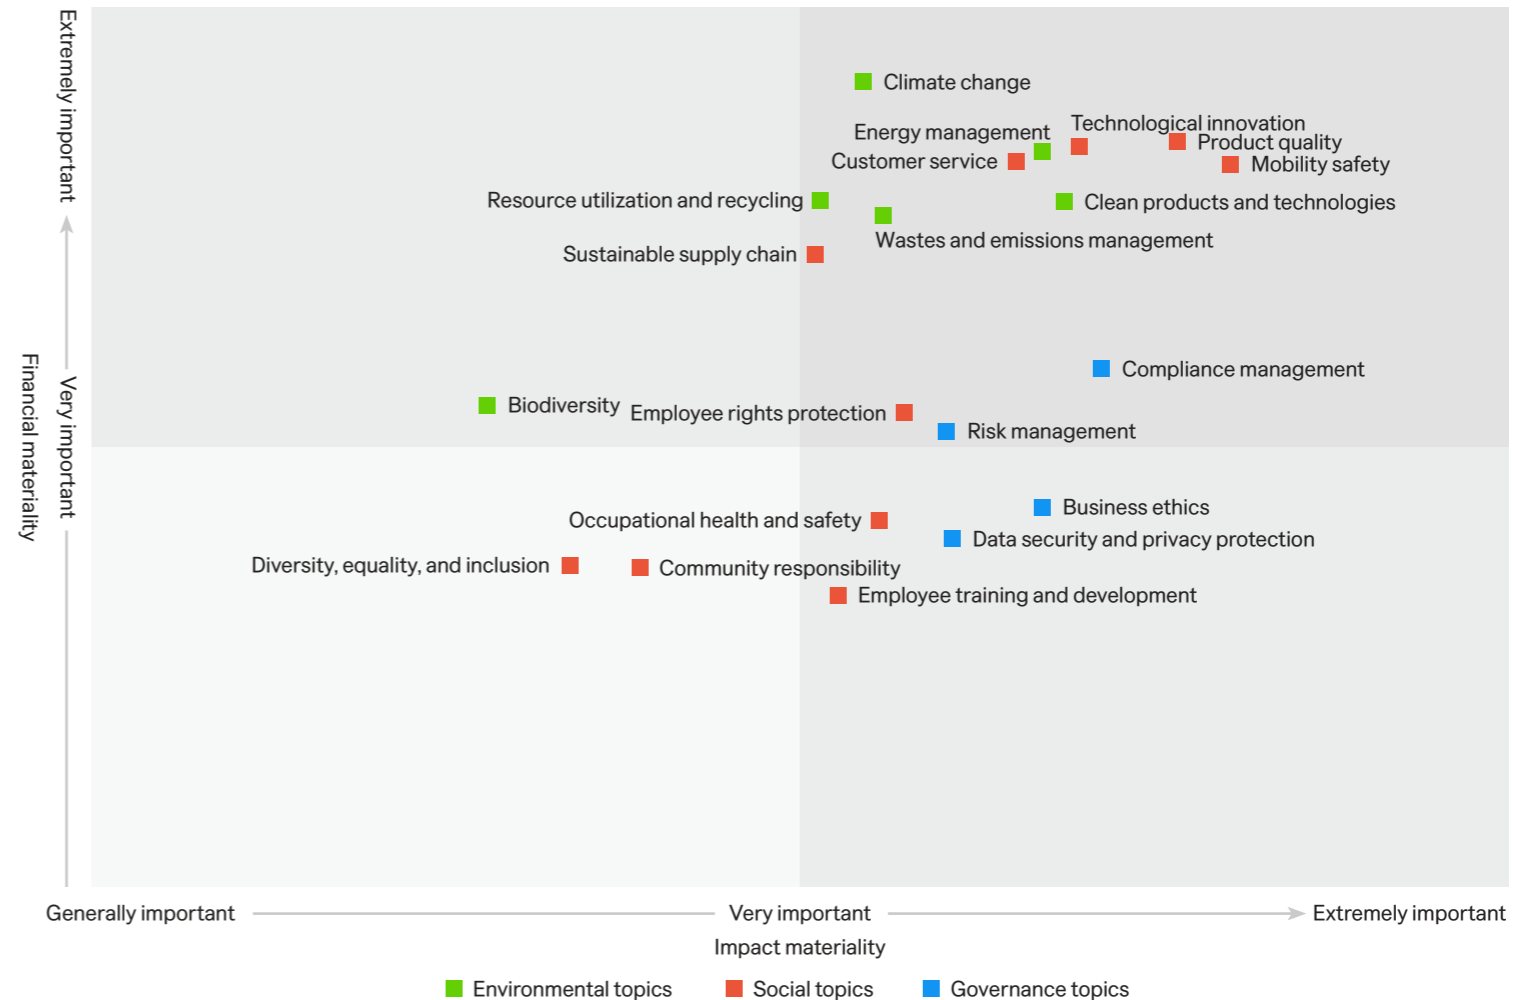 Extremely important
Climate change
Technological innovation
Energy management
Product quality
Customer service
Mobility safety
Resource utilization and recycling
Clean products and technologies
Wastes and emissions management
Sustainable supply chain
Financial materiality
Very important
Compliance management
Biodiversity
Employee rights protection
Risk management
Business ethics
Occupational health and safety
Data security and privacy protection
Diversity, equality, and inclusion
Community responsibility
Employee training and development
Generally important
Very important
Extremely important
Impact materiality
Environmental topics
Social topics
Governance topics